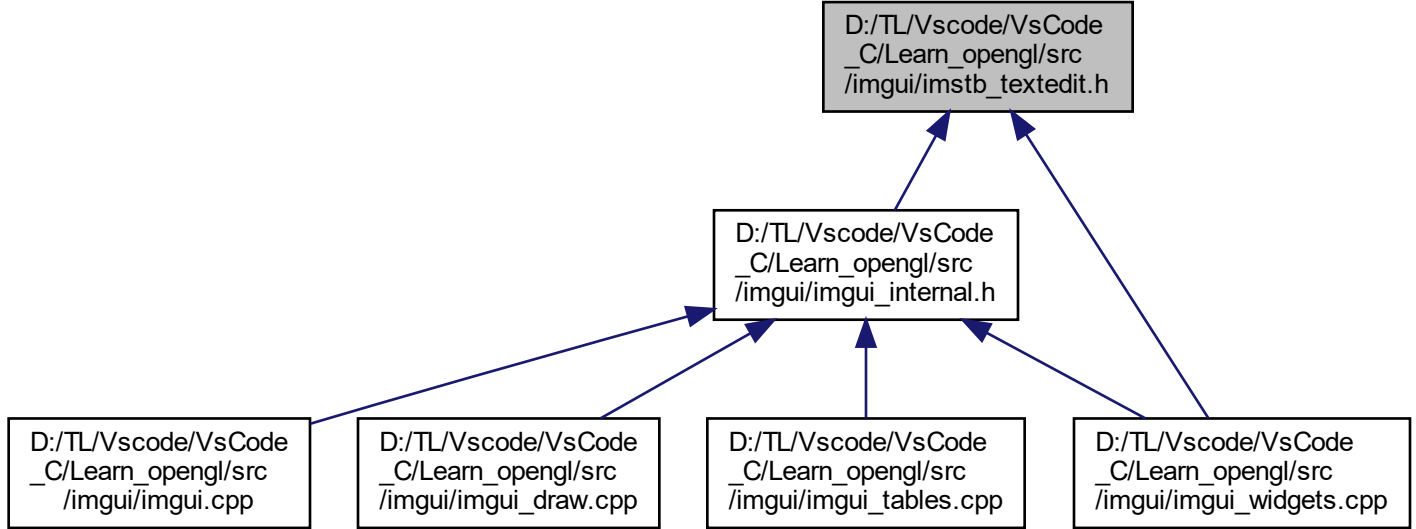 D:/TL/Vscode/VsCode
_C/Learn_opengl/src
/imgui/imstb_textedit.h
D:/TL/Vscode/VsCode
_C/Learn_opengl/src
/imgui/imgui_internal.h
D:/TL/Vscode/VsCode
_C/Learn_opengl/src
/imgui/imgui.cpp
D:/TL/Vscode/VsCode
_C/Learn_opengl/src
/imgui/imgui_draw.cpp
D:/TL/Vscode/VsCode
_C/Learn_opengl/src
/imgui/imgui_tables.cpp
D:/TL/Vscode/VsCode
_C/Learn_opengl/src
/imgui/imgui_widgets.cpp